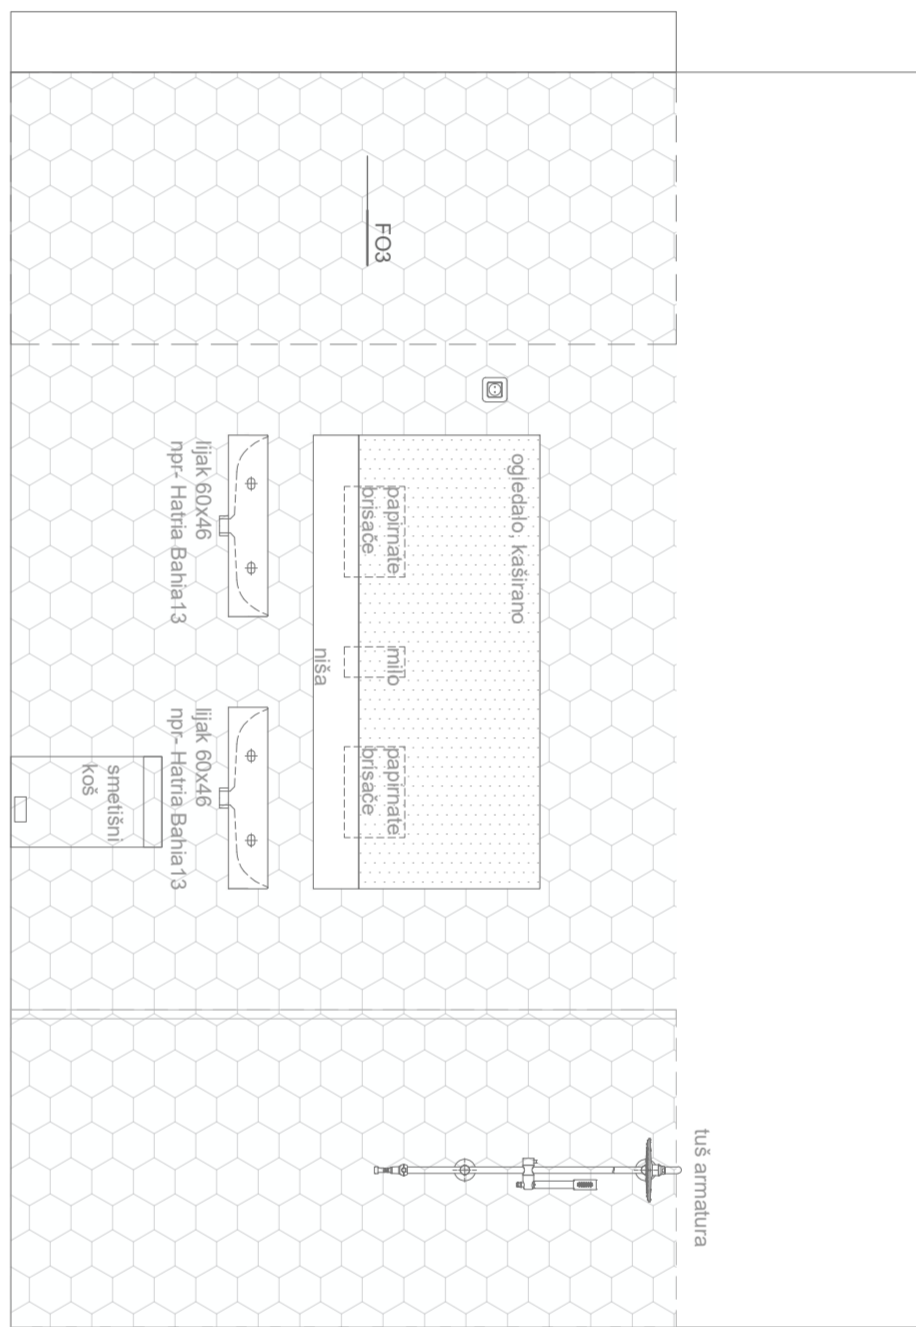 FO3
ogledalo, kaširano
papirnate
brisače
milo
papirnate
brisače
niša
lijak 60x46
npr- Hatria Bahia13
lijak 60x46
npr- Hatria Bahia13
smetišni
koš
tuš armatura